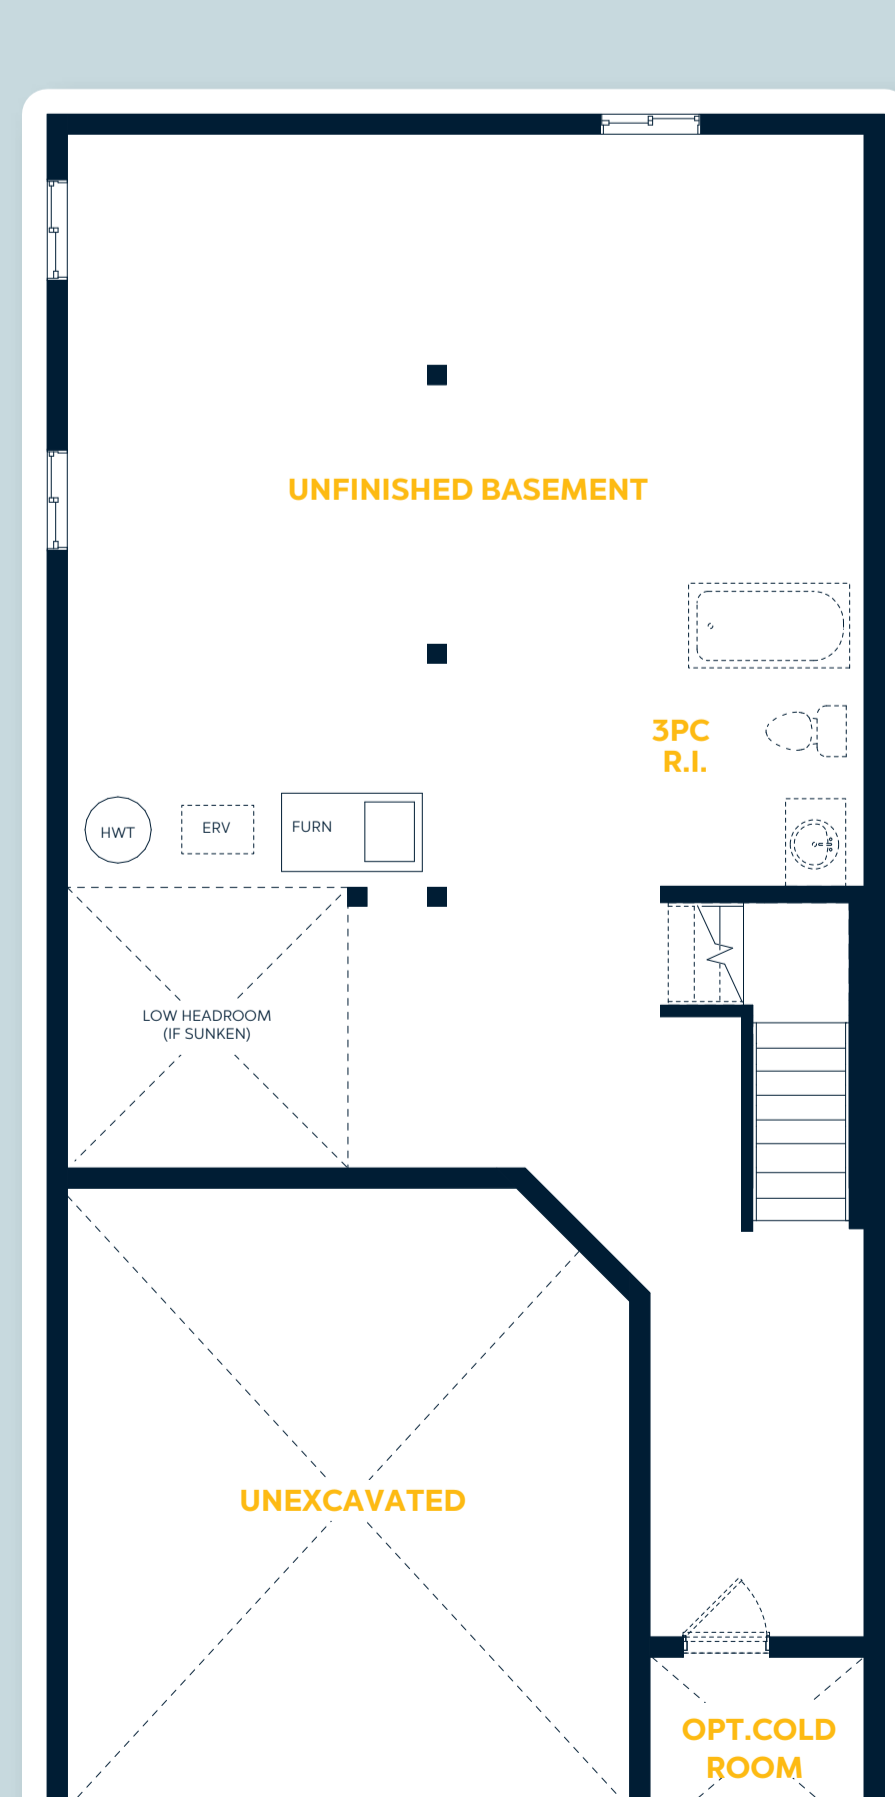 UNFINISHED BASEMENT
3PC
R.I.
HWT
ERV
FURN
LOW HEADROOM
(IF SUNKEN)
UNEXCAVATED
OPT.COLD
ROOM